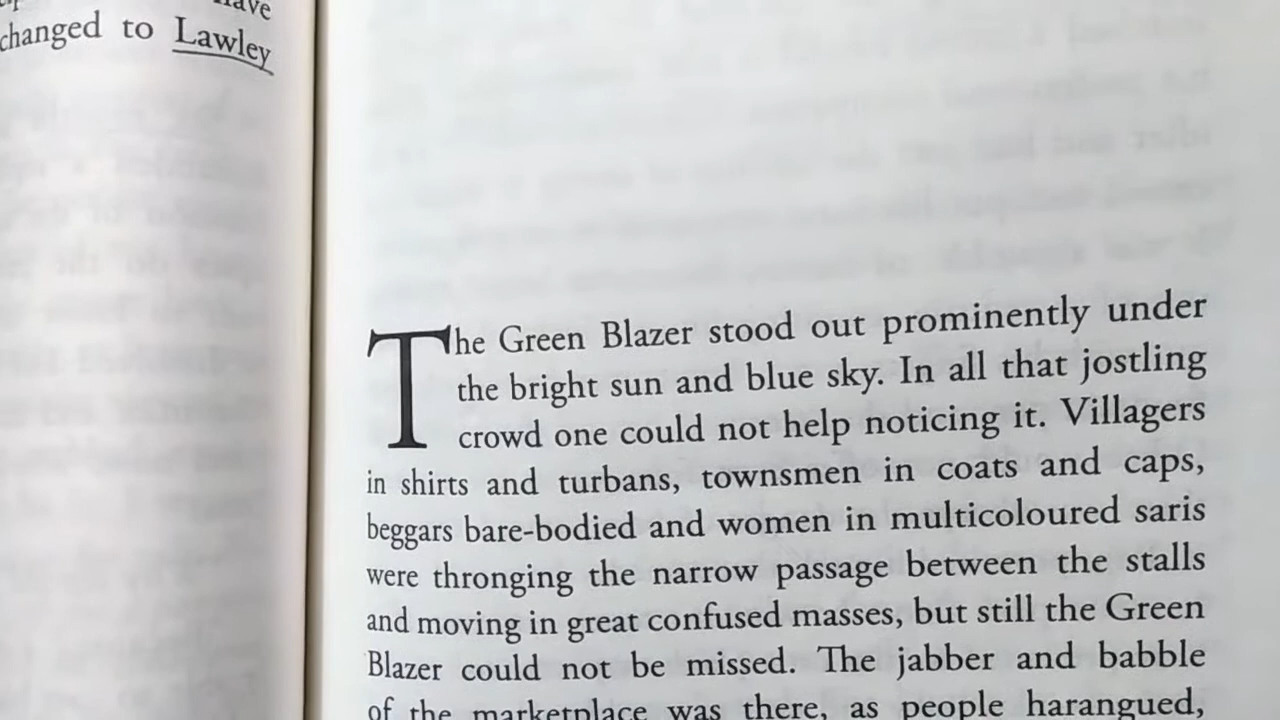 have
changed to Lawley
The Green Blazer stood out prominently under
the bright sun and blue sky. In all that jostling
crowd one could not help noticing it. Villagers
in shirts and turbans, townsmen in coats and caps,
beggars bare-bodied and women in multicoloured saris
were thronging the narrow passage between the stalls
and moving in great confused masses, but still the Green
Blazer could not be missed. The jabber and babble
of the marketplace was there, as people harangued,